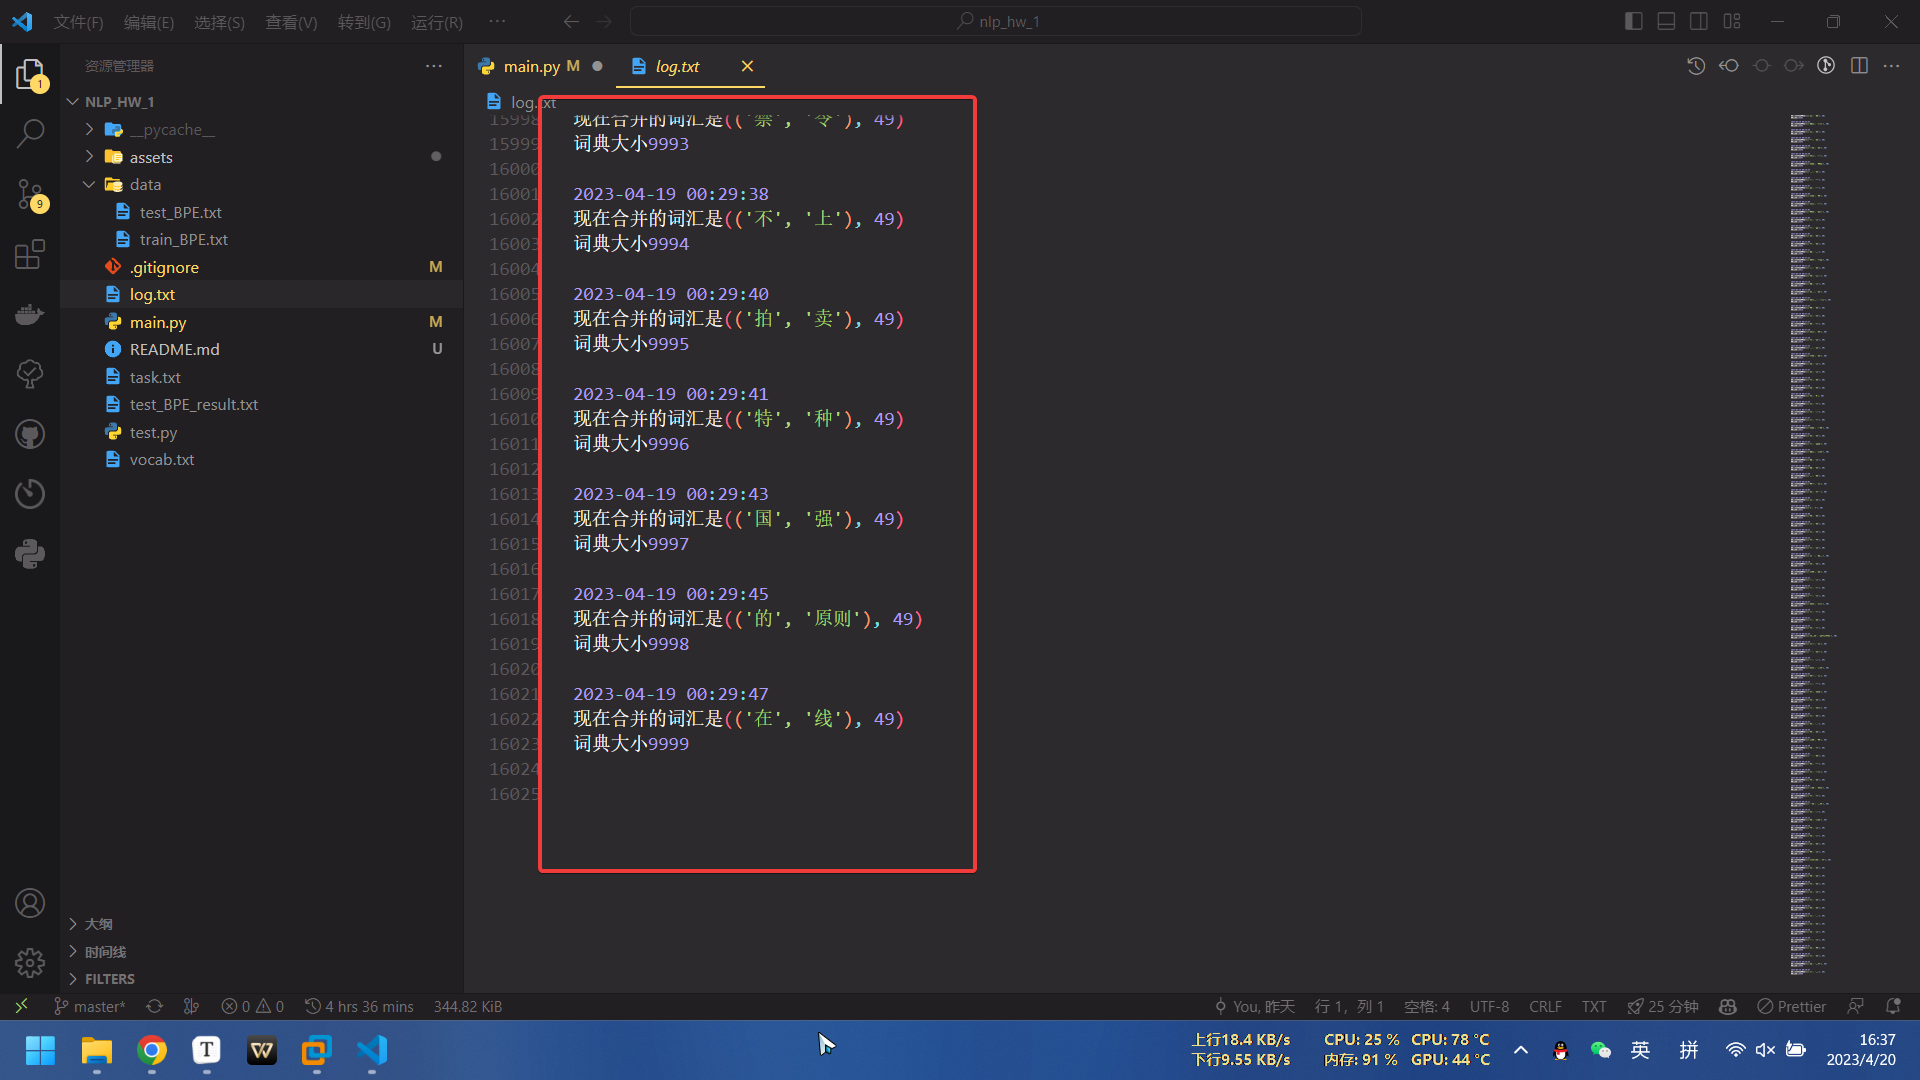 文件(F) 编辑(E) 选择(S) 查看(V) 转到(G) 运行(R) ··· nlp_hw_1
资源管理器 ···
NLP_HW_1
__pycache__
assets
data
test_BPE.txt
train_BPE.txt
.gitignore M
log.txt
main.py M
README.md U
task.txt
test_BPE_result.txt
test.py
vocab.txt
大纲
时间线
FILTERS
1
9
main.py M log.txt
log.txt
15998 现在合并的词汇是(('禁', '令'), 49)
15999 词典大小9993
16000
16001 2023-04-19 00:29:38
16002 现在合并的词汇是(('不', '上'), 49)
16003 词典大小9994
16004
16005 2023-04-19 00:29:40
16006 现在合并的词汇是(('拍', '卖'), 49)
16007 词典大小9995
16008
16009 2023-04-19 00:29:41
16010 现在合并的词汇是(('特', '种'), 49)
16011 词典大小9996
16012
16013 2023-04-19 00:29:43
16014 现在合并的词汇是(('国', '强'), 49)
16015 词典大小9997
16016
16017 2023-04-19 00:29:45
16018 现在合并的词汇是(('的', '原则'), 49)
16019 词典大小9998
16020
16021 2023-04-19 00:29:47
16022 现在合并的词汇是(('在', '线'), 49)
16023 词典大小9999
16024
16025
master* 0 0 4 hrs 36 mins 344.82 KiB You, 昨天 行 1，列 1 空格: 4 UTF-8 CRLF TXT 25 分钟 Prettier
T W 上行18.4 KB/s CPU: 25 % CPU: 78 °C 英 拼 16:37
下行9.55 KB/s 内存: 91 % GPU: 44 °C 2023/4/20